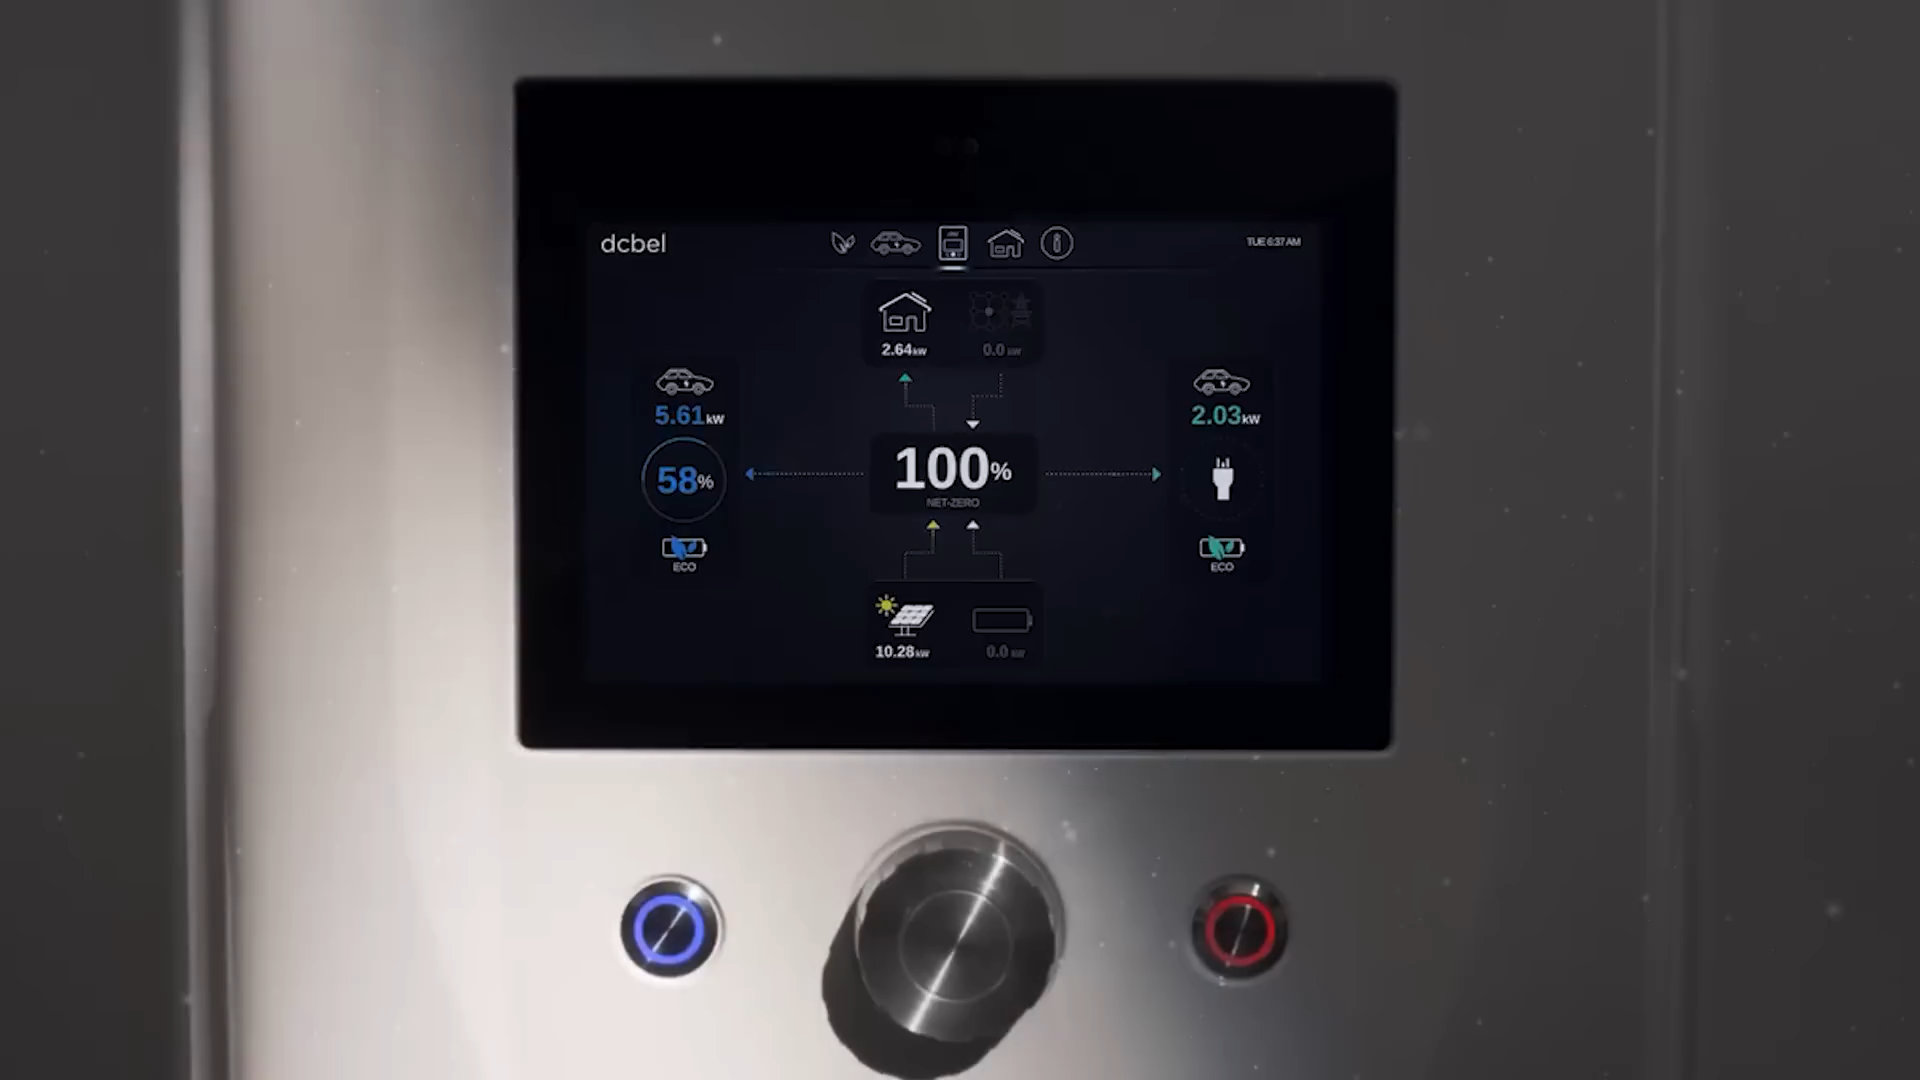 dcbel
TUE 6:37 AM
2.64kW
0.0 kW
5.61kW
58%
ECO
100%
NET-ZERO
2.03kW
ECO
10.28kW
0.0 kW